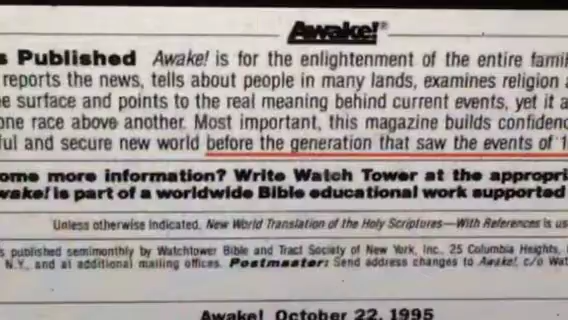 Awake!®
s Published Awake! is for the enlightenment of the entire famil
reports the news, tells about people in many lands, examines religion a
e surface and points to the real meaning behind current events, yet it a
one race above another. Most important, this magazine builds confidenc
ful and secure new world before the generation that saw the events of 1
ome more information? Write Watch Tower at the appropri
wake! is part of a worldwide Bible educational work supported
Unless otherwise indicated, New World Translation of the Holy Scriptures—With References is us
s published semimonthly by Watchtower Bible and Tract Society of New York, Inc., 25 Columbia Heights,
N.Y., and at additional mailing offices. Postmaster: Send address changes to Awake! c/o Wat
Awake! October 22, 1995